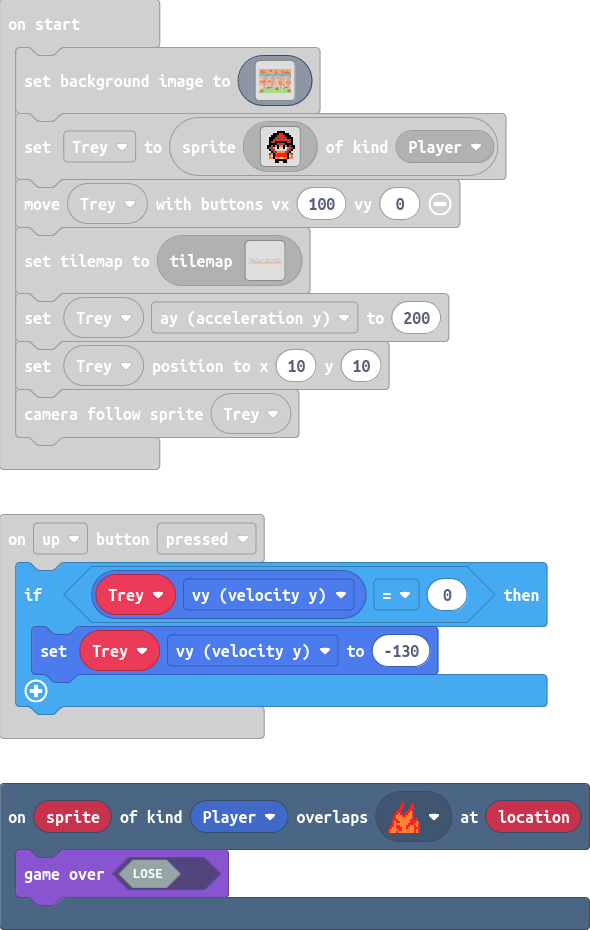 on start
set background image to
set Trey to sprite of kind Player
move Trey with buttons vx 100 vy 0
set tilemap to tilemap
set Trey ay (acceleration y) to 200
set Trey position to x 10 y 10
camera follow sprite Trey
on up button pressed
if Trey vy (velocity y) = 0 then
set Trey vy (velocity y) to -130
on sprite of kind Player overlaps at location
game over LOSE